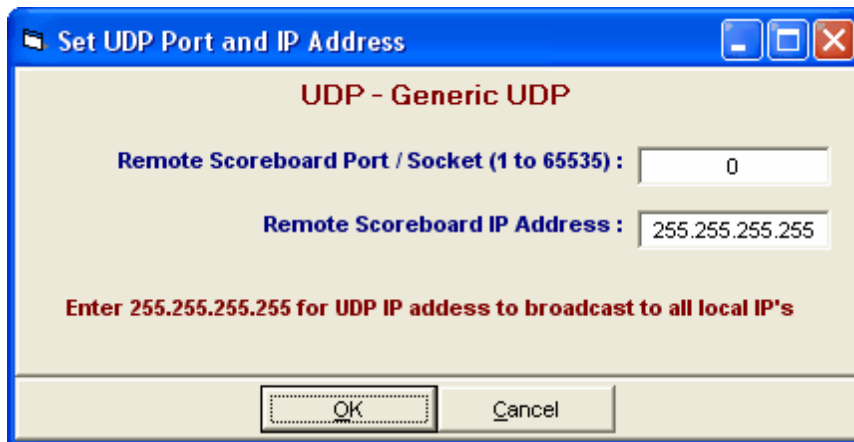 Set UDP Port and IP Address
UDP - Generic UDP
Remote Scoreboard Port / Socket (1 to 65535) : 0
Remote Scoreboard IP Address : 255.255.255.255
Enter 255.255.255.255 for UDP IP addess to broadcast to all local IP's
OK Cancel